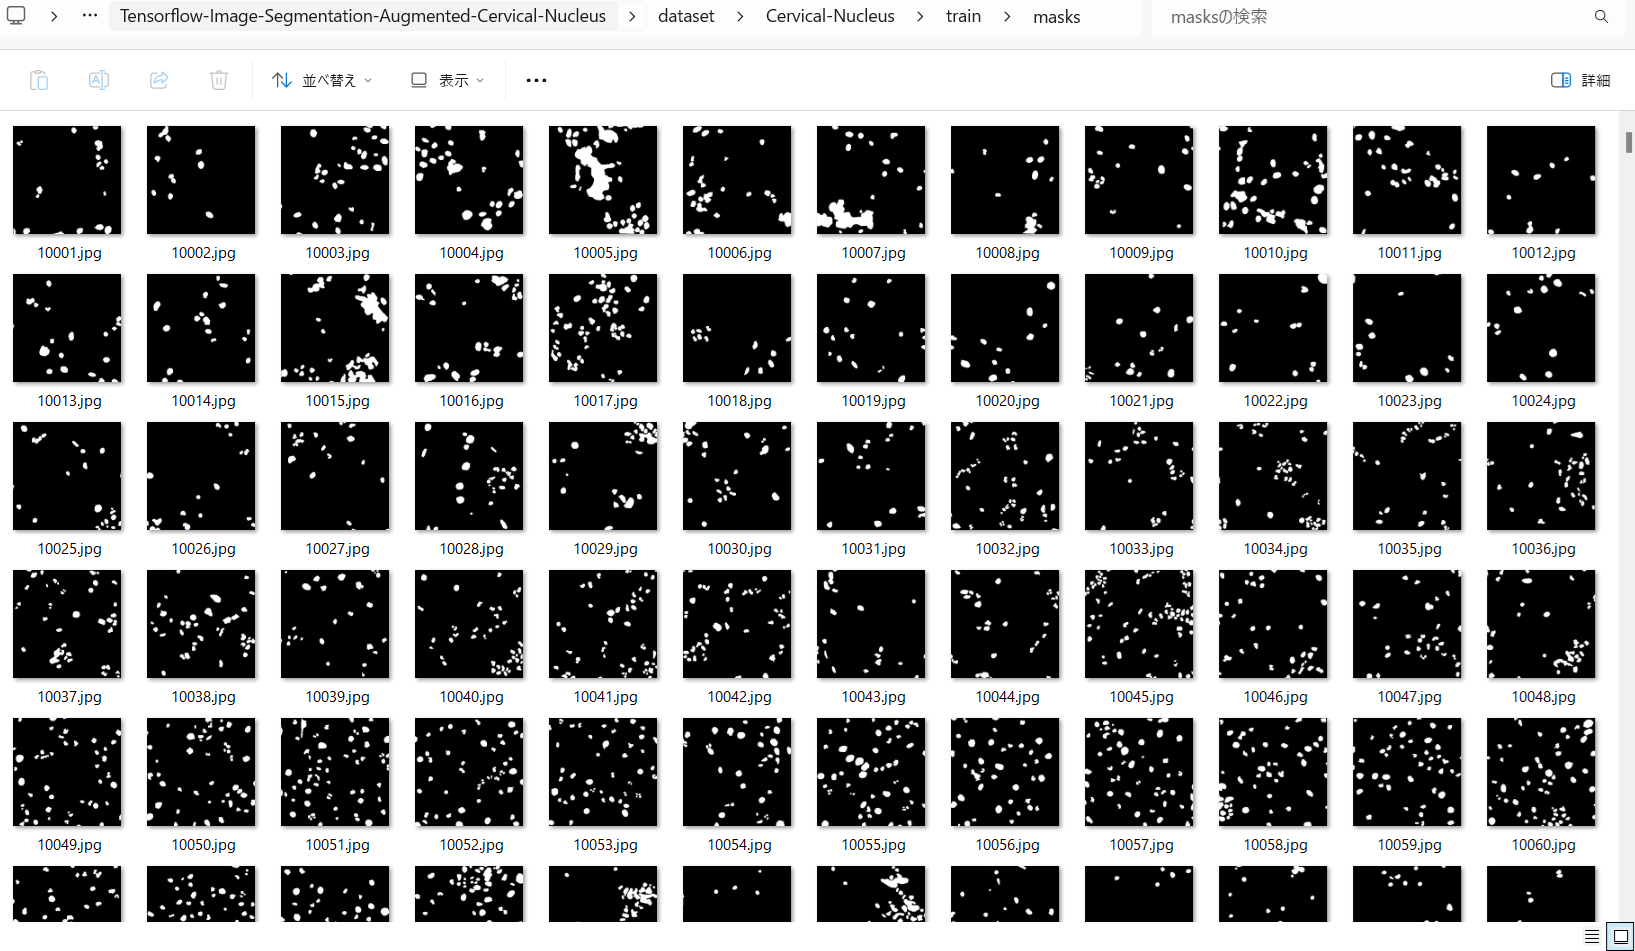 Tensorflow-Image-Segmentation-Augmented-Cervical-Nucleus > dataset > Cervical-Nucleus > train > masks
masksの検索
並べ替え 表示 詳細
10001.jpg 10002.jpg 10003.jpg 10004.jpg 10005.jpg 10006.jpg 10007.jpg 10008.jpg 10009.jpg 10010.jpg 10011.jpg 10012.jpg
10013.jpg 10014.jpg 10015.jpg 10016.jpg 10017.jpg 10018.jpg 10019.jpg 10020.jpg 10021.jpg 10022.jpg 10023.jpg 10024.jpg
10025.jpg 10026.jpg 10027.jpg 10028.jpg 10029.jpg 10030.jpg 10031.jpg 10032.jpg 10033.jpg 10034.jpg 10035.jpg 10036.jpg
10037.jpg 10038.jpg 10039.jpg 10040.jpg 10041.jpg 10042.jpg 10043.jpg 10044.jpg 10045.jpg 10046.jpg 10047.jpg 10048.jpg
10049.jpg 10050.jpg 10051.jpg 10052.jpg 10053.jpg 10054.jpg 10055.jpg 10056.jpg 10057.jpg 10058.jpg 10059.jpg 10060.jpg